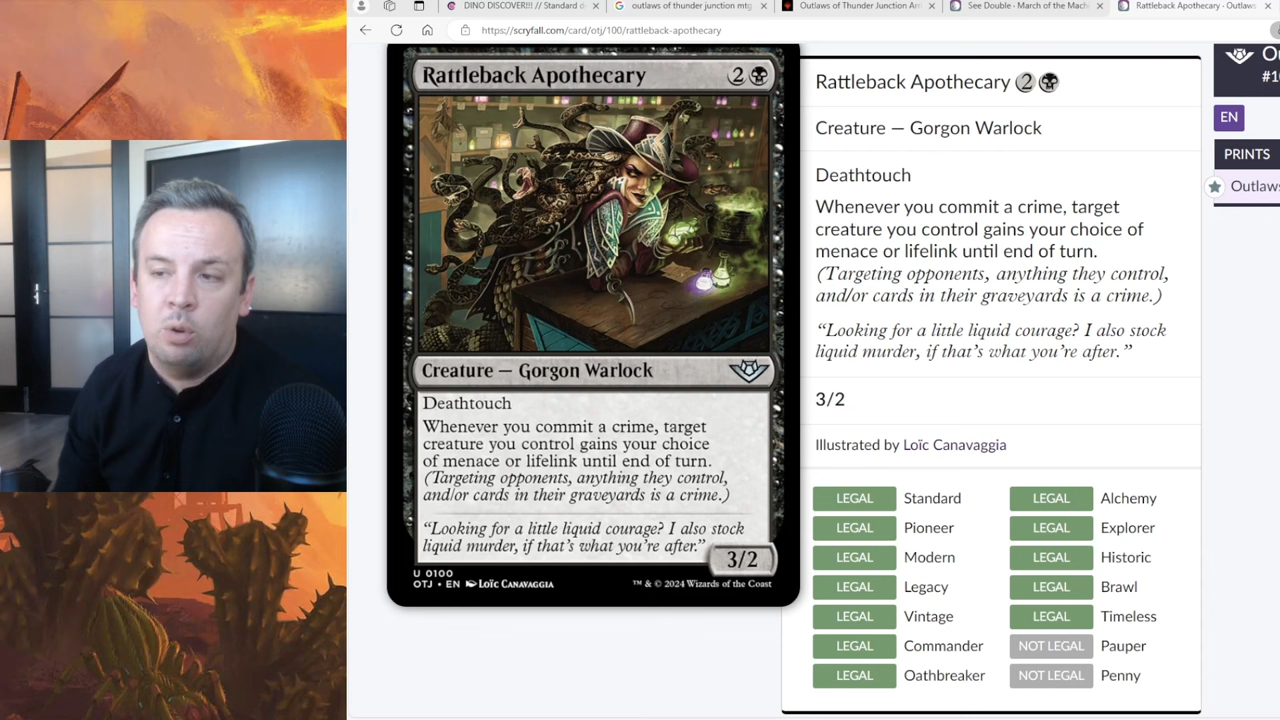 DINO DISCOVER!!! // Standard d
outlaws of thunder junction mtg
Outlaws of Thunder Junction Ar
See Double - March of the Mach
Rattleback Apothecary - Outlaws
https://scryfall.com/card/otj/100/rattleback-apothecary
Rattleback Apothecary 2
Creature — Gorgon Warlock
Deathtouch
Whenever you commit a crime, target
creature you control gains your choice
of menace or lifelink until end of turn.
(Targeting opponents, anything they control,
and/or cards in their graveyards is a crime.)
“Looking for a little liquid courage? I also stock
liquid murder, if that’s what you’re after.”
3/2
U 0100
OTJ • EN Loïc Canavaggia
™ & © 2024 Wizards of the Coast
Rattleback Apothecary 2
Creature — Gorgon Warlock
Deathtouch
Whenever you commit a crime, target
creature you control gains your choice of
menace or lifelink until end of turn.
(Targeting opponents, anything they control,
and/or cards in their graveyards is a crime.)
“Looking for a little liquid courage? I also stock
liquid murder, if that’s what you’re after.”
3/2
Illustrated by Loïc Canavaggia
LEGAL Standard LEGAL Alchemy
LEGAL Pioneer LEGAL Explorer
LEGAL Modern LEGAL Historic
LEGAL Legacy LEGAL Brawl
LEGAL Vintage LEGAL Timeless
LEGAL Commander NOT LEGAL Pauper
LEGAL Oathbreaker NOT LEGAL Penny
EN
PRINTS
Outlaws